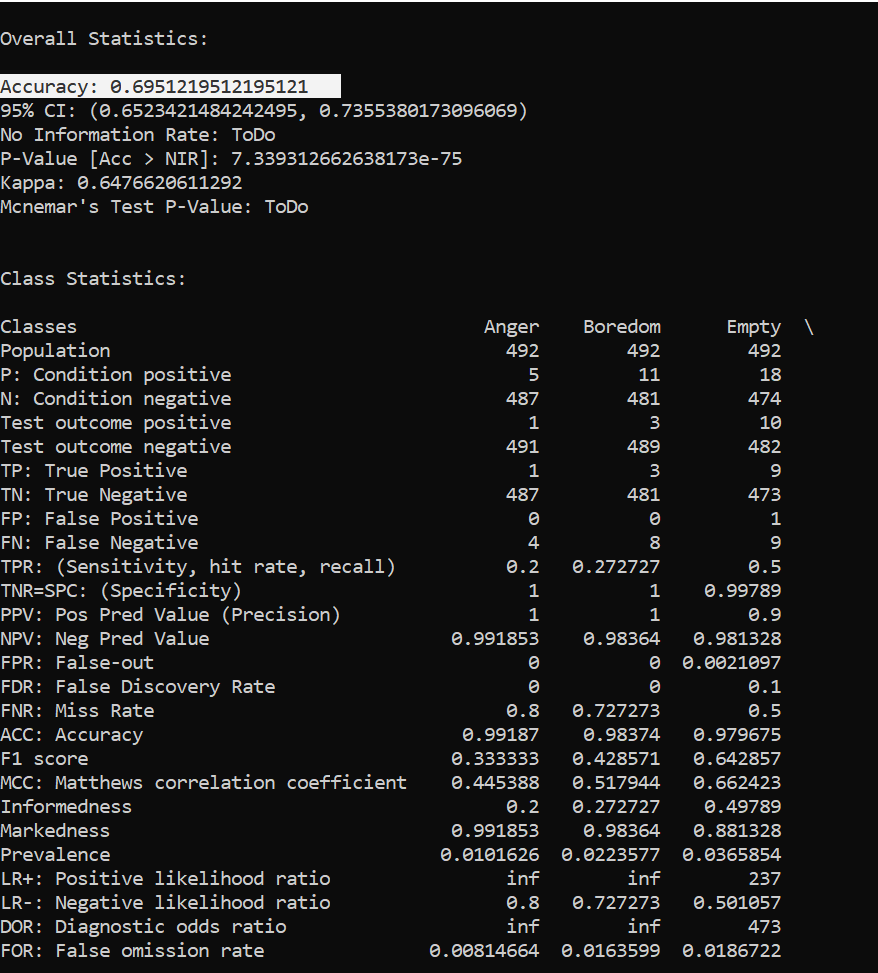 Overall Statistics:
Accuracy: 0.6951219512195121
95% CI: (0.6523421484242495, 0.7355380173096069)
No Information Rate: ToDo
P-Value [Acc > NIR]: 7.339312662638173e-75
Kappa: 0.6476620611292
Mcnemar's Test P-Value: ToDo
Class Statistics:
Classes Anger Boredom Empty \
Population 492 492 492
P: Condition positive 5 11 18
N: Condition negative 487 481 474
Test outcome positive 1 3 10
Test outcome negative 491 489 482
TP: True Positive 1 3 9
TN: True Negative 487 481 473
FP: False Positive 0 0 1
FN: False Negative 4 8 9
TPR: (Sensitivity, hit rate, recall) 0.2 0.272727 0.5
TNR=SPC: (Specificity) 1 1 0.99789
PPV: Pos Pred Value (Precision) 1 1 0.9
NPV: Neg Pred Value 0.991853 0.98364 0.981328
FPR: False-out 0 0 0.0021097
FDR: False Discovery Rate 0 0 0.1
FNR: Miss Rate 0.8 0.727273 0.5
ACC: Accuracy 0.99187 0.98374 0.979675
F1 score 0.333333 0.428571 0.642857
MCC: Matthews correlation coefficient 0.445388 0.517944 0.662423
Informedness 0.2 0.272727 0.49789
Markedness 0.991853 0.98364 0.881328
Prevalence 0.0101626 0.0223577 0.0365854
LR+: Positive likelihood ratio inf inf 237
LR-: Negative likelihood ratio 0.8 0.727273 0.501057
DOR: Diagnostic odds ratio inf inf 473
FOR: False omission rate 0.00814664 0.0163599 0.0186722